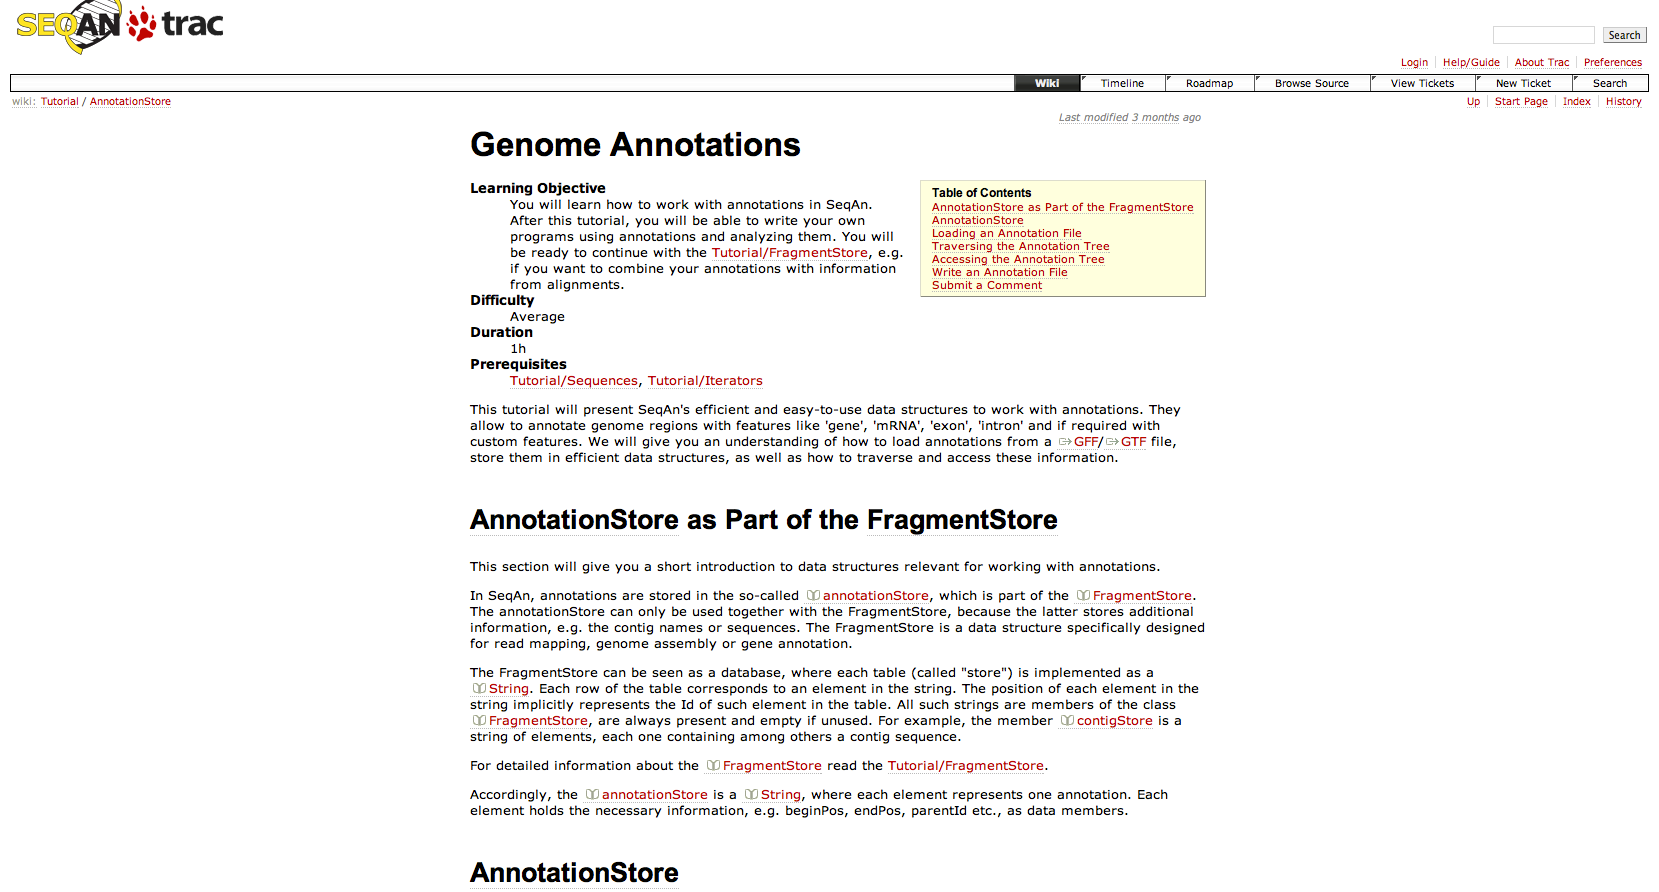 SEQAN trac
Search
Login Help/Guide About Trac Preferences
Wiki Timeline Roadmap Browse Source View Tickets New Ticket Search
wiki: Tutorial / AnnotationStore
Up Start Page Index History
Last modified 3 months ago
Genome Annotations
Learning Objective
You will learn how to work with annotations in SeqAn.
After this tutorial, you will be able to write your own
programs using annotations and analyzing them. You will
be ready to continue with the Tutorial/FragmentStore, e.g.
if you want to combine your annotations with information
from alignments.
Difficulty
Average
Duration
1h
Prerequisites
Tutorial/Sequences, Tutorial/Iterators
Table of Contents
AnnotationStore as Part of the FragmentStore
AnnotationStore
Loading an Annotation File
Traversing the Annotation Tree
Accessing the Annotation Tree
Write an Annotation File
Submit a Comment
This tutorial will present SeqAn's efficient and easy-to-use data structures to work with annotations. They
allow to annotate genome regions with features like 'gene', 'mRNA', 'exon', 'intron' and if required with
custom features. We will give you an understanding of how to load annotations from a GFF/GTF file,
store them in efficient data structures, as well as how to traverse and access these information.
AnnotationStore as Part of the FragmentStore
This section will give you a short introduction to data structures relevant for working with annotations.
In SeqAn, annotations are stored in the so-called annotationStore, which is part of the FragmentStore.
The annotationStore can only be used together with the FragmentStore, because the latter stores additional
information, e.g. the contig names or sequences. The FragmentStore is a data structure specifically designed
for read mapping, genome assembly or gene annotation.
The FragmentStore can be seen as a database, where each table (called "store") is implemented as a
String. Each row of the table corresponds to an element in the string. The position of each element in the
string implicitly represents the Id of such element in the table. All such strings are members of the class
FragmentStore, are always present and empty if unused. For example, the member contigStore is a
string of elements, each one containing among others a contig sequence.
For detailed information about the FragmentStore read the Tutorial/FragmentStore.
Accordingly, the annotationStore is a String, where each element represents one annotation. Each
element holds the necessary information, e.g. beginPos, endPos, parentId etc., as data members.
AnnotationStore